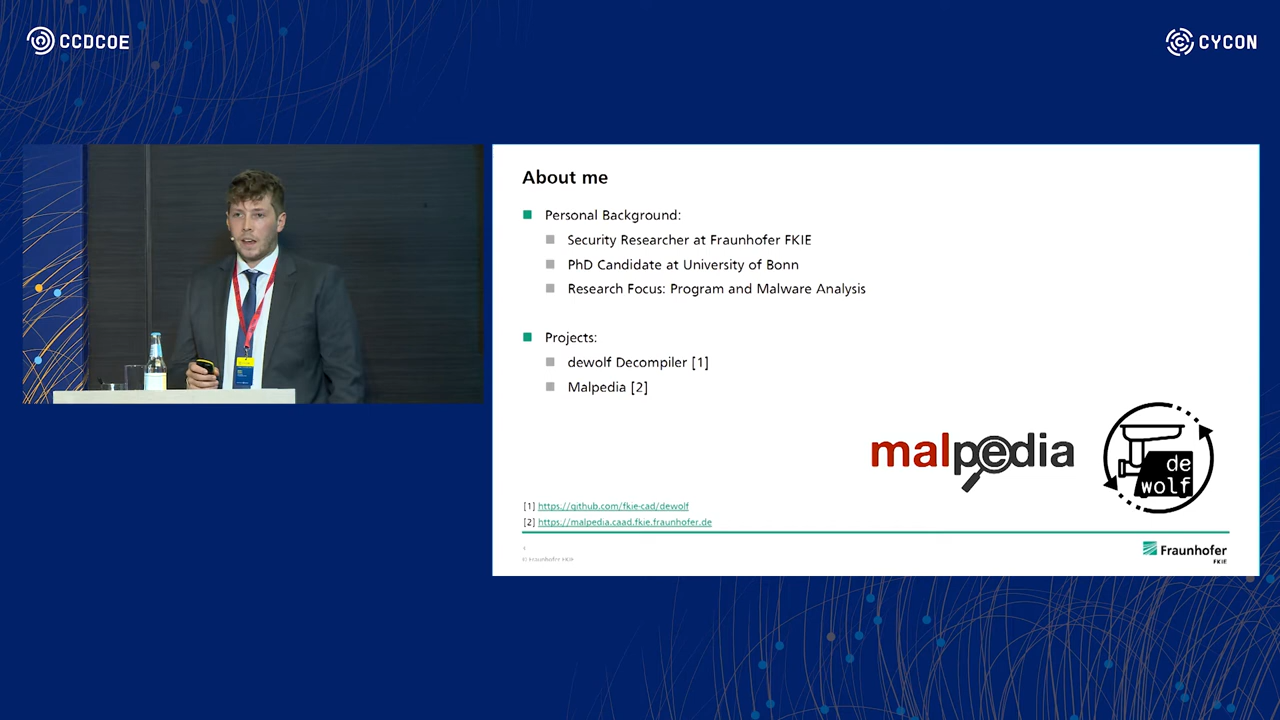 CCDCOE
CYCON
About me
Personal Background:
Security Researcher at Fraunhofer FKIE
PhD Candidate at University of Bonn
Research Focus: Program and Malware Analysis
Projects:
dewolf Decompiler [1]
Malpedia [2]
malpedia
de
wolf
[1] https://github.com/fkie-cad/dewolf
[2] https://malpedia.caad.fkie.fraunhofer.de
© Fraunhofer FKIE
Fraunhofer
FKIE